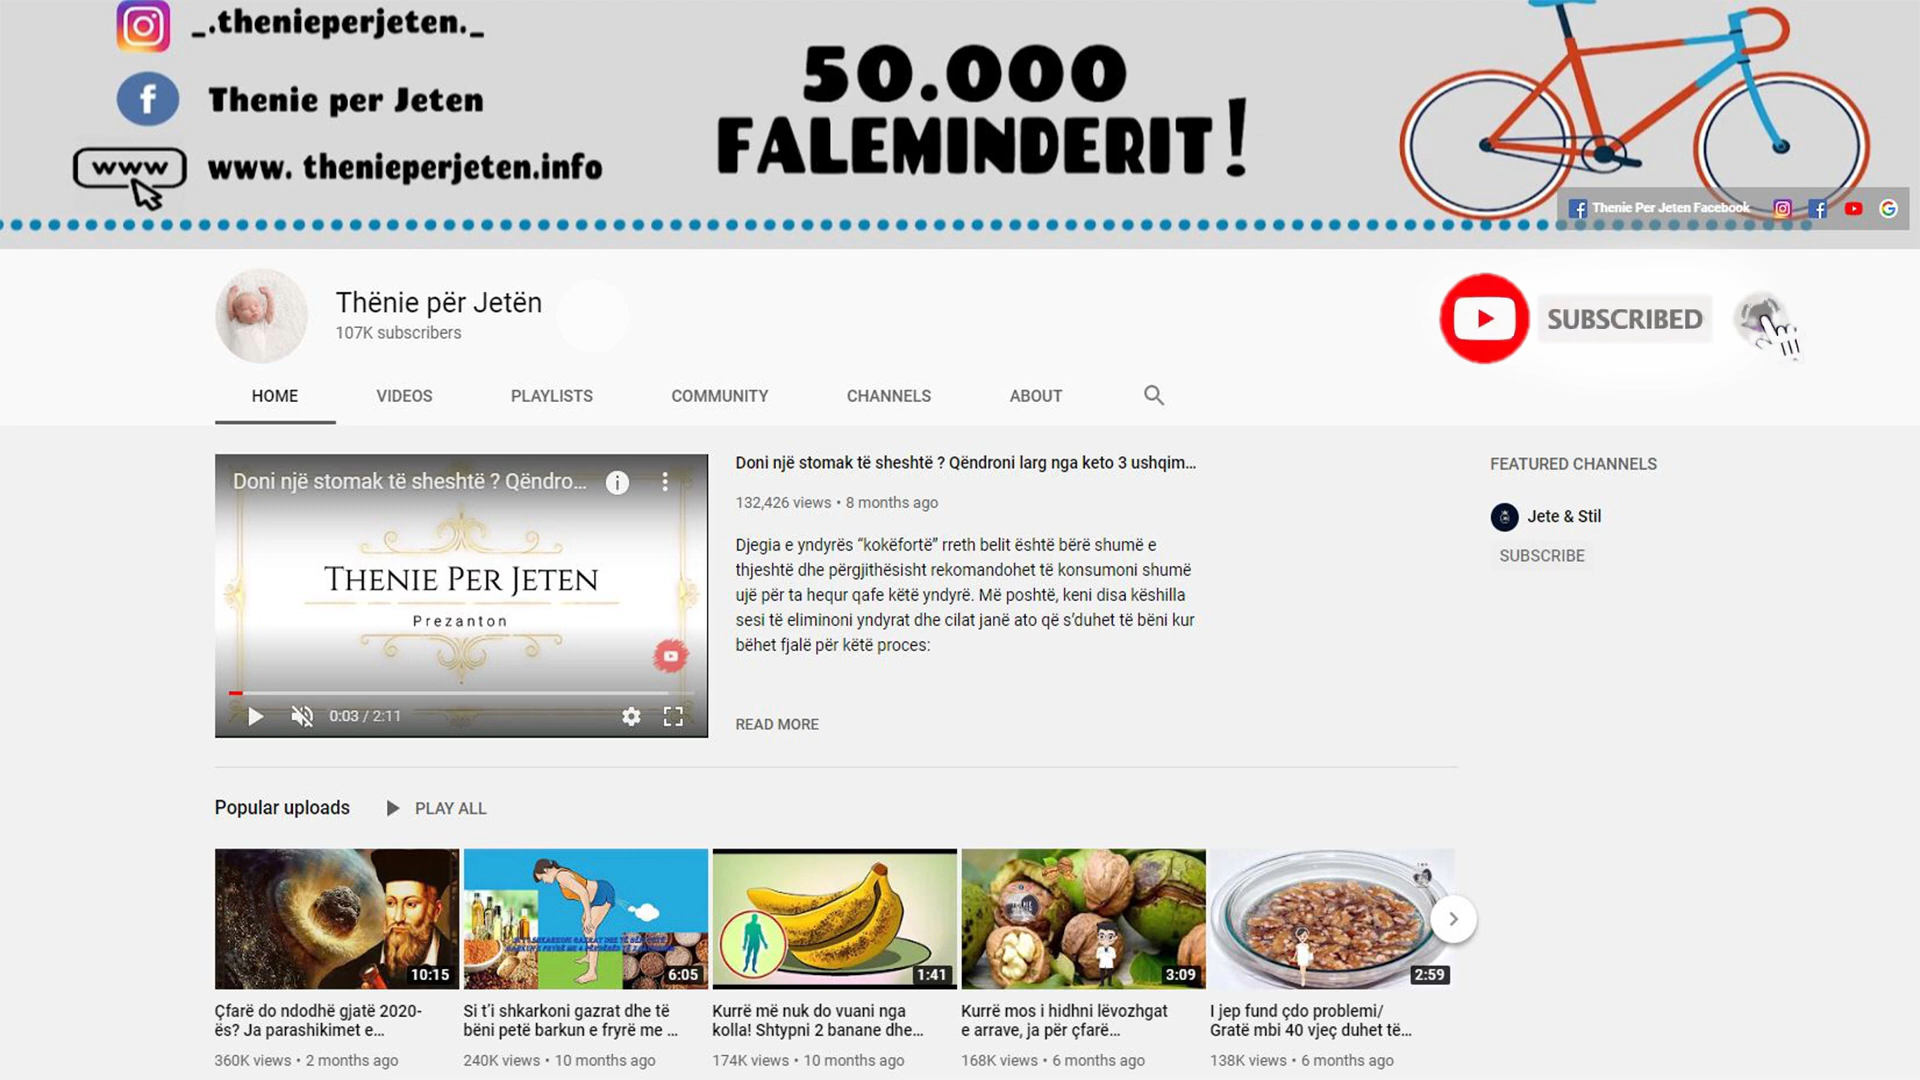 _.thenieperjeten._
Thenie per Jeten
www
www. thenieperjeten.info
50.000
FALEMINDERIT!
Thenie Per Jeten Facebook
Thënie për Jetën
107K subscribers
SUBSCRIBED
HOME
VIDEOS
PLAYLISTS
COMMUNITY
CHANNELS
ABOUT
Doni një stomak të sheshtë ? Qëndro...
THENIE PER JETEN
Prezanton
0:03 / 2:11
Doni një stomak të sheshtë ? Qëndroni larg nga keto 3 ushqim...
132,426 views • 8 months ago
Djegia e yndyrës “kokëfortë” rreth belit është bërë shumë e
thjeshtë dhe përgjithësisht rekomandohet të konsumoni shumë
ujë për ta hequr qafe këtë yndyrë. Më poshtë, keni disa këshilla
sesi të eliminoni yndyrat dhe cilat janë ato që s’duhet të bëni kur
bëhet fjalë për këtë proces:
READ MORE
FEATURED CHANNELS
Jete & Stil
SUBSCRIBE
Popular uploads
PLAY ALL
10:15
Çfarë do ndodhë gjatë 2020-
ës? Ja parashikimet e...
360K views • 2 months ago
6:05
Si t’i shkarkoni gazrat dhe të
bëni petë barkun e fryrë me ...
240K views • 10 months ago
1:41
Kurrë më nuk do vuani nga
kolla! Shtypni 2 banane dhe...
174K views • 10 months ago
3:09
Kurrë mos i hidhni lëvozhgat
e arrave, ja për çfarë...
168K views • 6 months ago
2:59
I jep fund çdo problemi/
Gratë mbi 40 vjeç duhet të...
138K views • 6 months ago